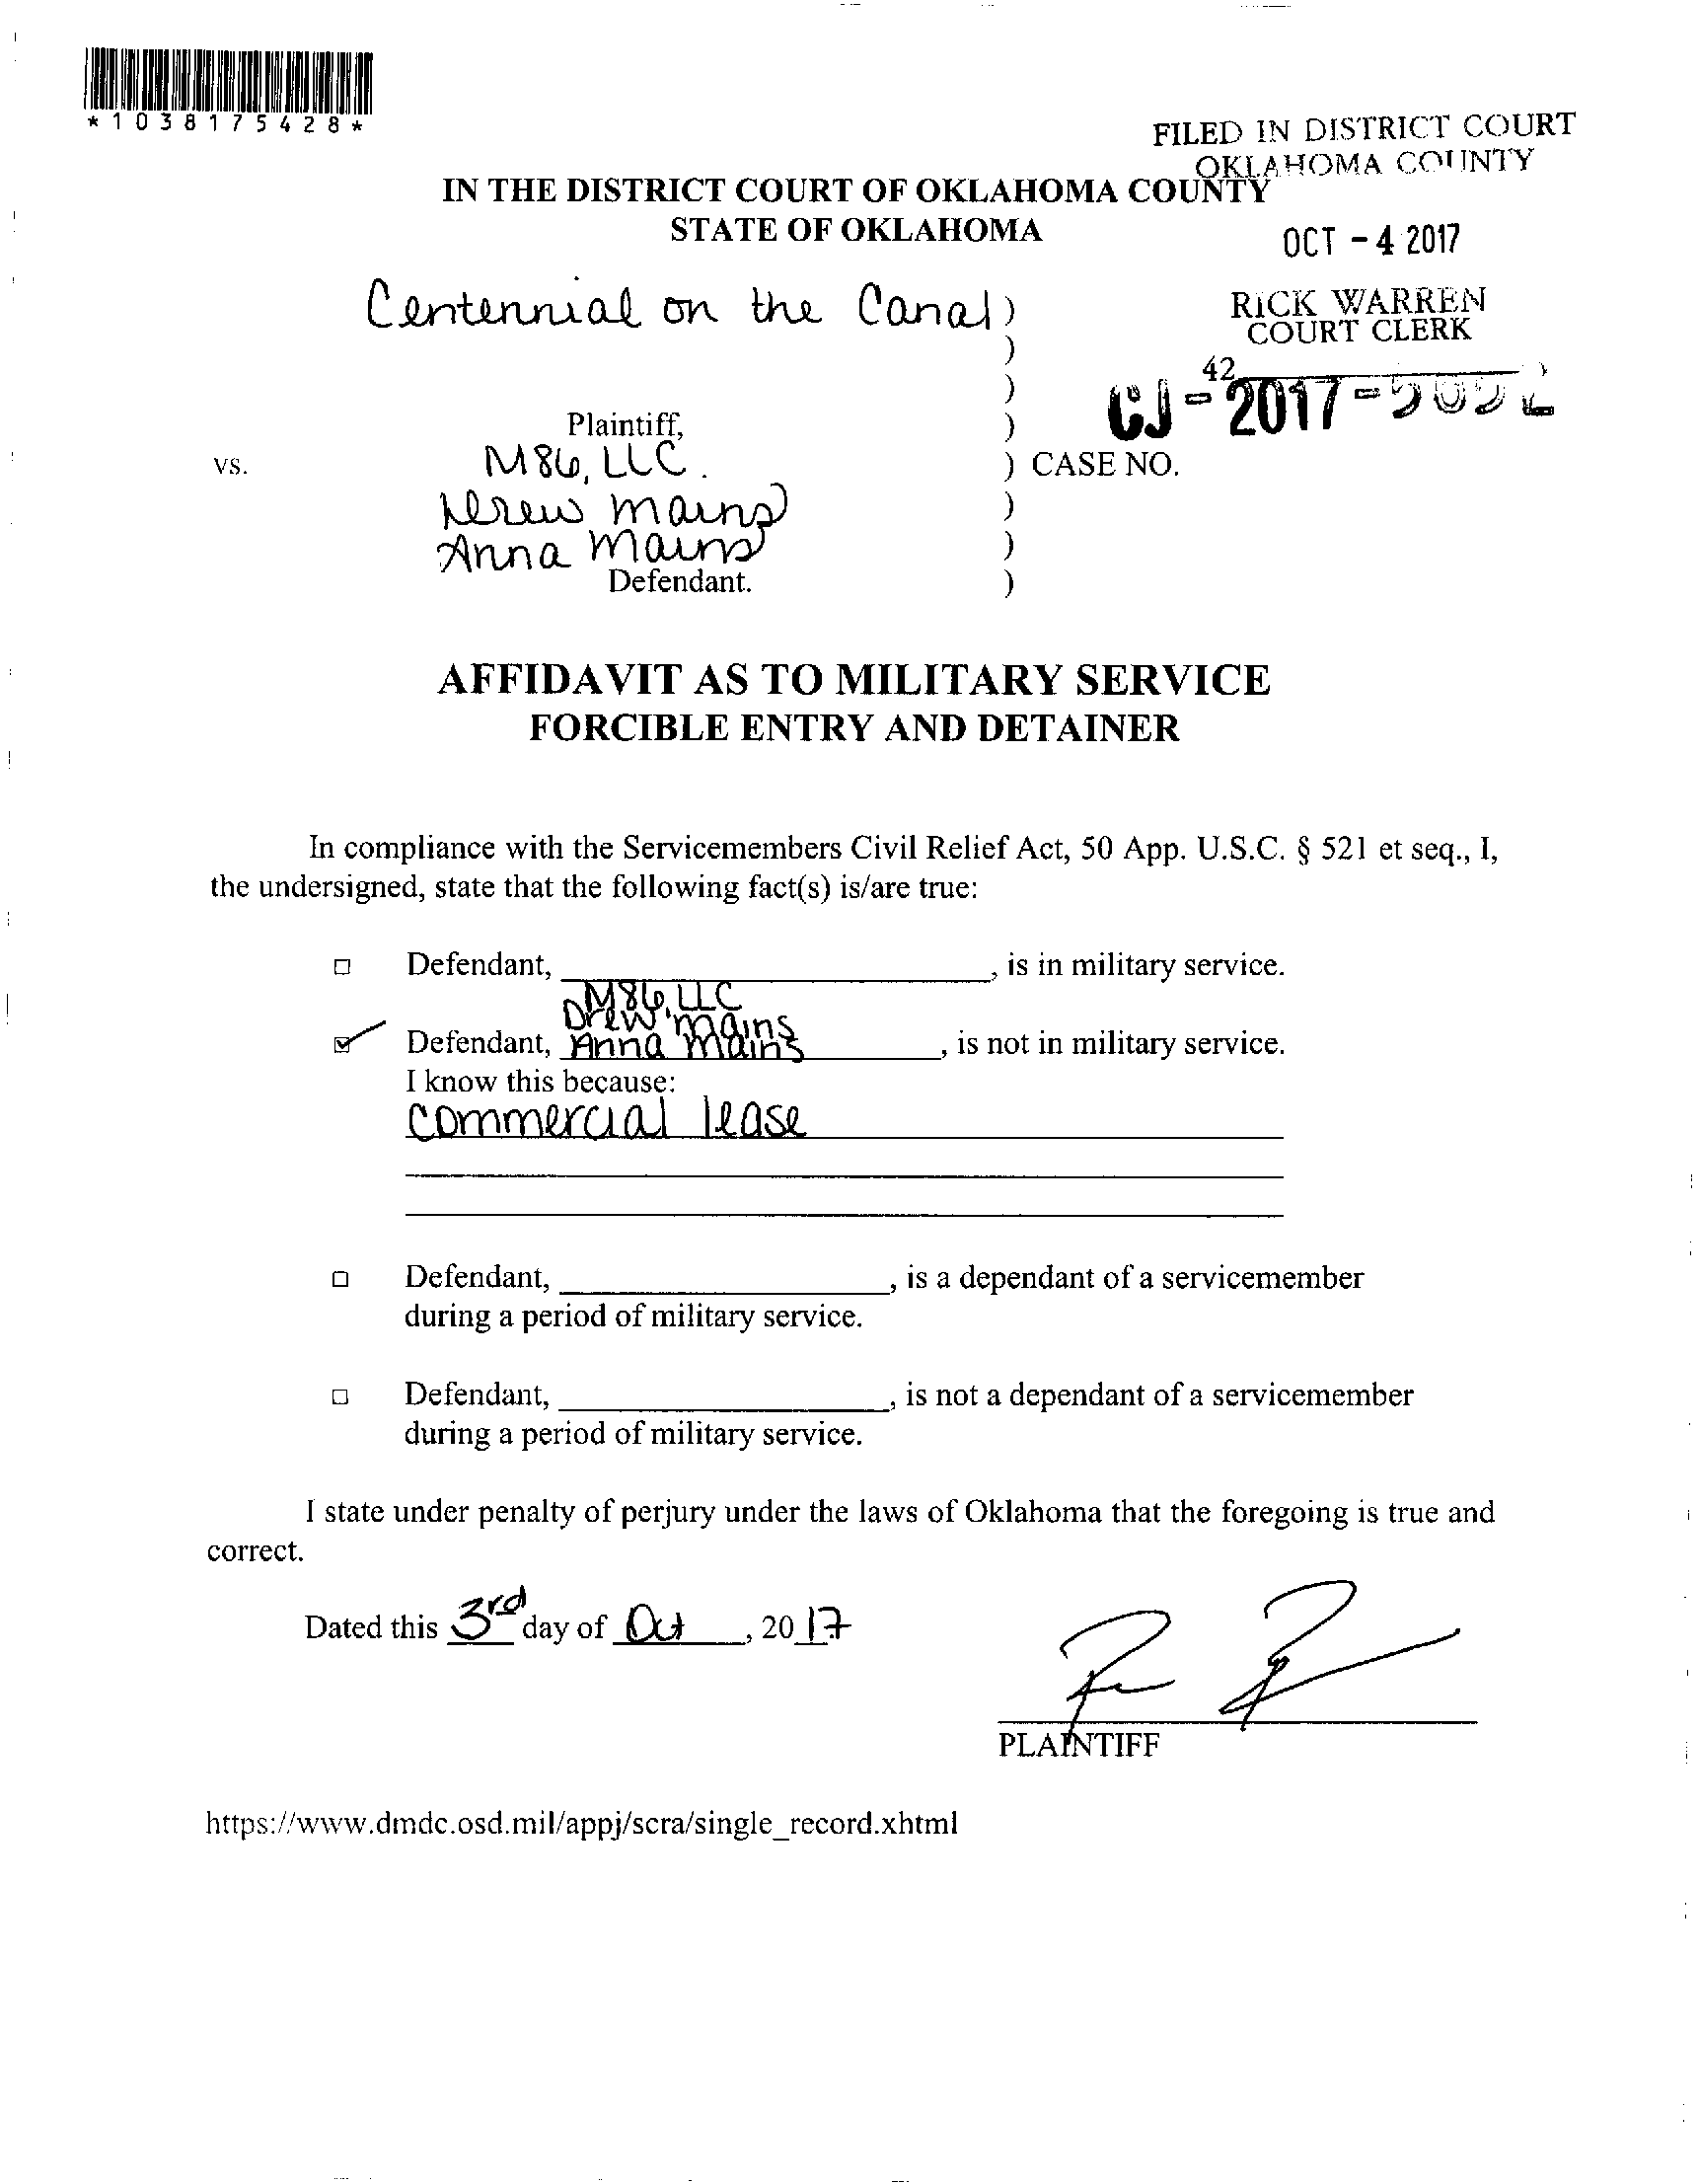 *1038175428*
FILED IN DISTRICT COURT
OKLAHOMA COUNTY
IN THE DISTRICT COURT OF OKLAHOMA COUNTY
STATE OF OKLAHOMA
OCT - 4 2017
Centennial on the Canal )
RICK WARREN
COURT CLERK
)
42
)
CJ - 2017 -
Plaintiff, )
vs. M86, LLC. ) CASE NO.
Drew Mains )
Anna Mains )
Defendant. )
AFFIDAVIT AS TO MILITARY SERVICE
FORCIBLE ENTRY AND DETAINER
In compliance with the Servicemembers Civil Relief Act, 50 App. U.S.C. § 521 et seq., I,
the undersigned, state that the following fact(s) is/are true:
☐ Defendant, ____________________, is in military service.
M86, LLC
Drew Mains
☑ Defendant, Anna Mains, is not in military service.
I know this because:
commercial lease
☐ Defendant, ____________________, is a dependant of a servicemember
during a period of military service.
☐ Defendant, ____________________, is not a dependant of a servicemember
during a period of military service.
I state under penalty of perjury under the laws of Oklahoma that the foregoing is true and
correct.
Dated this 3rd day of Oct, 2017
PLAINTIFF
https://www.dmdc.osd.mil/appj/scra/single_record.xhtml